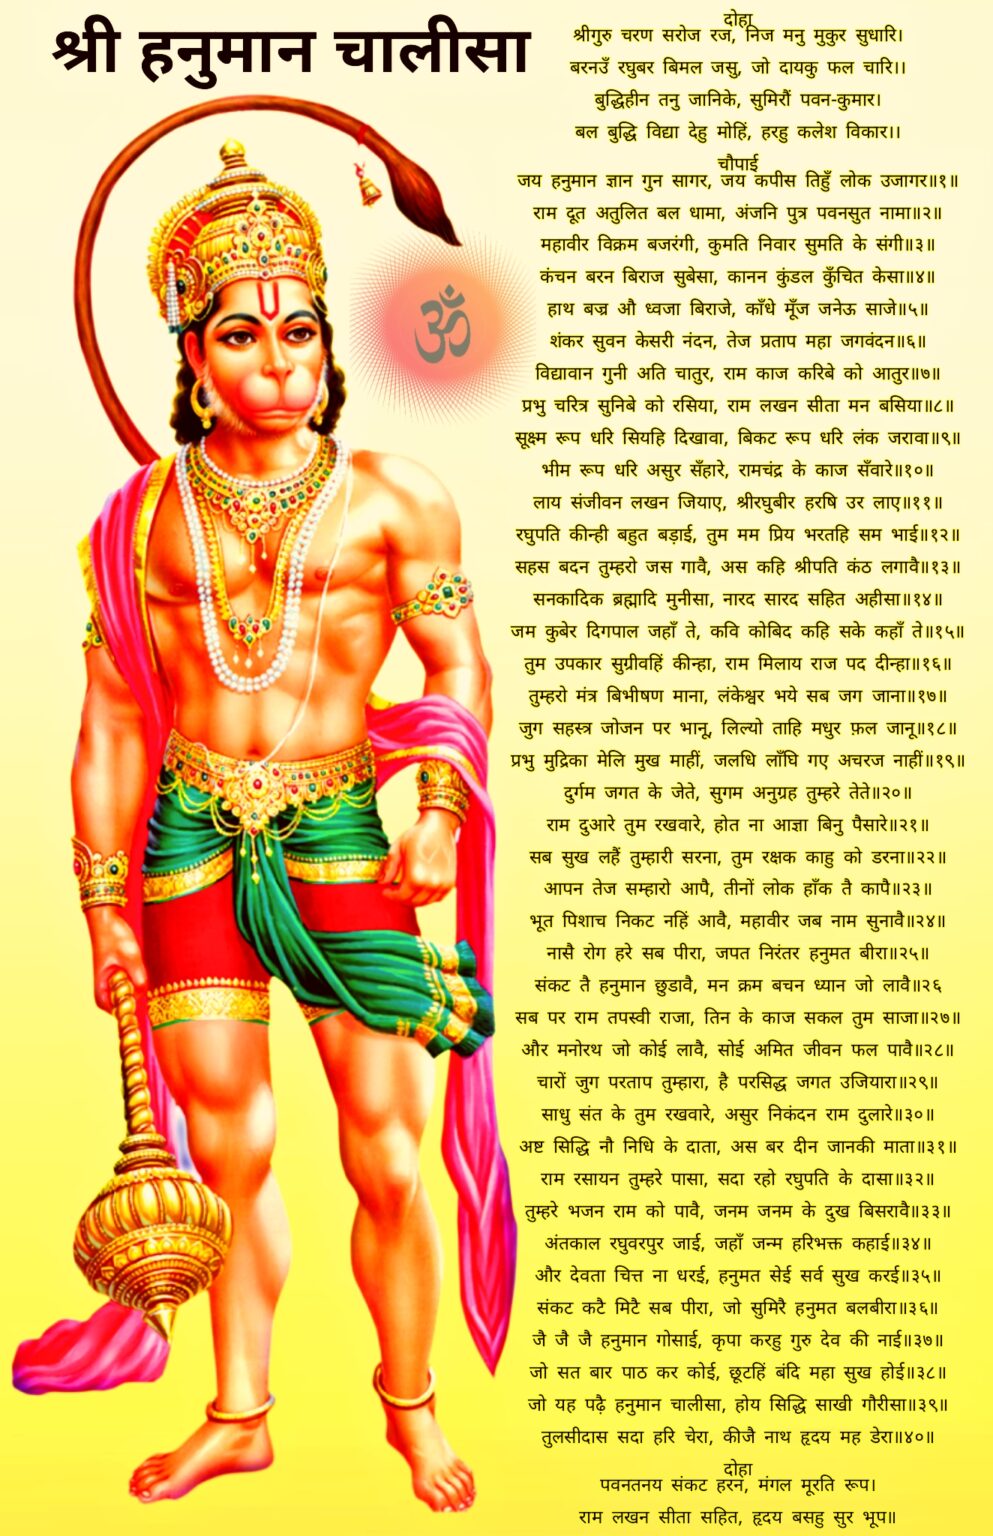 श्री हनुमान चालीसा
ॐ
दोहा
श्रीगुरु चरण सरोज रज, निज मनु मुकुर सुधारि।
बरनउँ रघुबर बिमल जसु, जो दायकु फल चारि।।
बुद्धिहीन तनु जानिके, सुमिरौं पवन-कुमार।
बल बुद्धि विद्या देहु मोहिं, हरहु कलेश विकार।।
चौपाई
जय हनुमान ज्ञान गुन सागर, जय कपीस तिहुँ लोक उजागर॥१॥
राम दूत अतुलित बल धामा, अंजनि पुत्र पवनसुत नामा॥२॥
महावीर विक्रम बजरंगी, कुमति निवार सुमति के संगी॥३॥
कंचन बरन बिराज सुबेसा, कानन कुंडल कुँचित केसा॥४॥
हाथ बज्र औ ध्वजा बिराजे, काँधे मूँज जनेऊ साजे॥५॥
शंकर सुवन केसरी नंदन, तेज प्रताप महा जगवंदन॥६॥
विद्यावान गुनी अति चातुर, राम काज करिबे को आतुर॥७॥
प्रभु चरित्र सुनिबे को रसिया, राम लखन सीता मन बसिया॥८॥
सूक्ष्म रूप धरि सियहि दिखावा, बिकट रूप धरि लंक जरावा॥९॥
भीम रूप धरि असुर सँहारे, रामचंद्र के काज सँवारे॥१०॥
लाय संजीवन लखन जियाए, श्रीरघुबीर हरषि उर लाए॥११॥
रघुपति कीन्ही बहुत बड़ाई, तुम मम प्रिय भरतहि सम भाई॥१२॥
सहस बदन तुम्हरो जस गावै, अस कहि श्रीपति कंठ लगावै॥१३॥
सनकादिक ब्रह्मादि मुनीसा, नारद सारद सहित अहीसा॥१४॥
जम कुबेर दिगपाल जहाँ ते, कवि कोबिद कहि सके कहाँ ते॥१५॥
तुम उपकार सुग्रीवहिं कीन्हा, राम मिलाय राज पद दीन्हा॥१६॥
तुम्हरो मंत्र बिभीषण माना, लंकेश्वर भये सब जग जाना॥१७॥
जुग सहस्त्र जोजन पर भानू, लिल्यो ताहि मधुर फ़ल जानू॥१८॥
प्रभु मुद्रिका मेलि मुख माहीं, जलधि लाँघि गए अचरज नाहीं॥१९॥
दुर्गम जगत के जेते, सुगम अनुग्रह तुम्हरे तेते॥२०॥
राम दुआरे तुम रखवारे, होत ना आज्ञा बिनु पैसारे॥२१॥
सब सुख लहैं तुम्हारी सरना, तुम रक्षक काहु को डरना॥२२॥
आपन तेज सम्हारो आपै, तीनों लोक हाँक तै कापै॥२३॥
भूत पिशाच निकट नहिं आवै, महावीर जब नाम सुनावै॥२४॥
नासै रोग हरे सब पीरा, जपत निरंतर हनुमत बीरा॥२५॥
संकट तै हनुमान छुडावै, मन क्रम बचन ध्यान जो लावै॥२६
सब पर राम तपस्वी राजा, तिन के काज सकल तुम साजा॥२७॥
और मनोरथ जो कोई लावै, सोई अमित जीवन फल पावै॥२८॥
चारों जुग परताप तुम्हारा, है परसिद्ध जगत उजियारा॥२९॥
साधु संत के तुम रखवारे, असुर निकंदन राम दुलारे॥३०॥
अष्ट सिद्धि नौ निधि के दाता, अस बर दीन जानकी माता॥३१॥
राम रसायन तुम्हरे पासा, सदा रहो रघुपति के दासा॥३२॥
तुम्हरे भजन राम को पावै, जनम जनम के दुख बिसरावै॥३३॥
अंतकाल रघुवरपुर जाई, जहाँ जन्म हरिभक्त कहाई॥३४॥
और देवता चित्त ना धरई, हनुमत सेई सर्व सुख करई॥३५॥
संकट कटै मिटै सब पीरा, जो सुमिरै हनुमत बलबीरा॥३६॥
जै जै जै हनुमान गोसाई, कृपा करहु गुरु देव की नाई॥३७॥
जो सत बार पाठ कर कोई, छूटहिं बंदि महा सुख होई॥३८॥
जो यह पढ़ै हनुमान चालीसा, होय सिद्धि साखी गौरीसा॥३९॥
तुलसीदास सदा हरि चेरा, कीजै नाथ हृदय मह डेरा॥४०॥
दोहा
पवनतनय संकट हरन, मंगल मूरति रूप।
राम लखन सीता सहित, हृदय बसहु सुर भूप॥